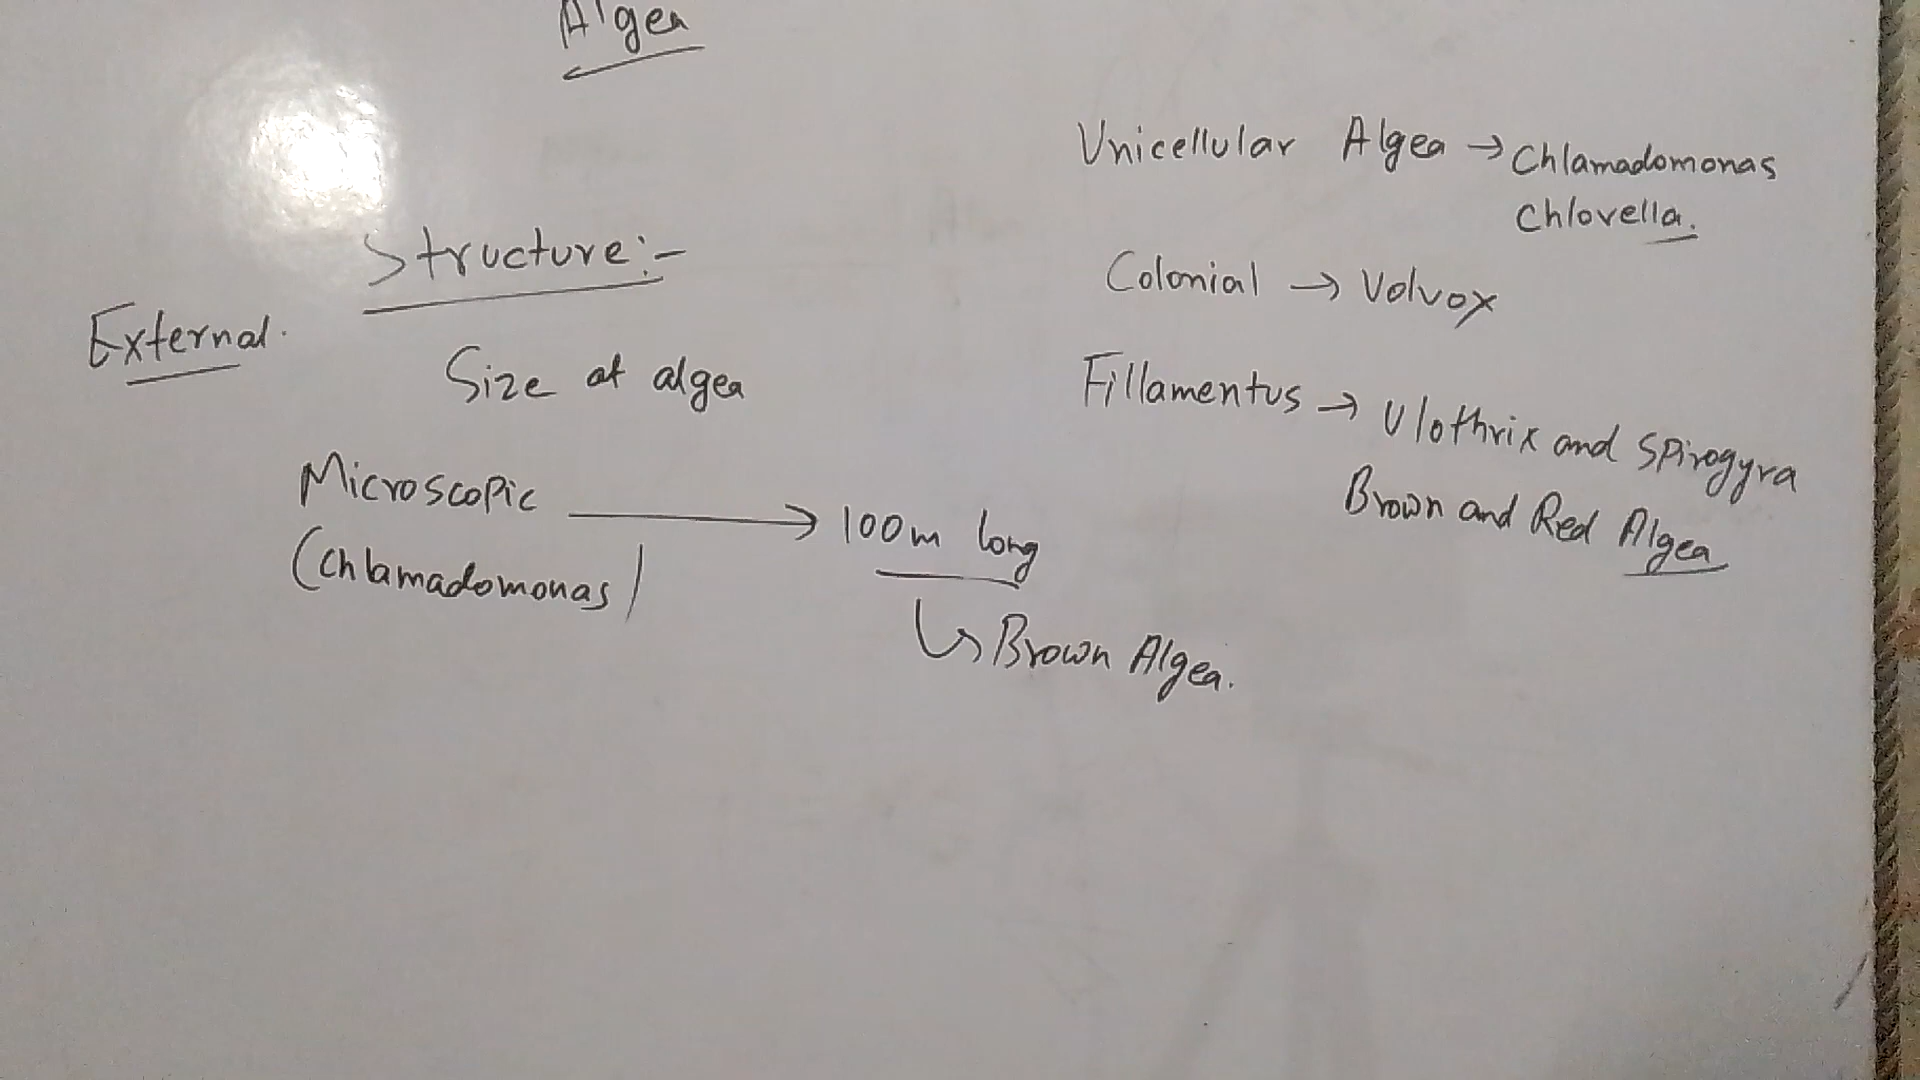 Algea
Structure:-
External.
Size of algea
Microscopic → 100m long
(Chlamadomonas)
↳ Brown Algea.
Unicellular Algea → Chlamadomonas
Chlorella.
Colonial → Volvox
Fillamentus → Ulothrix and Spirogyra
Brown and Red Algea